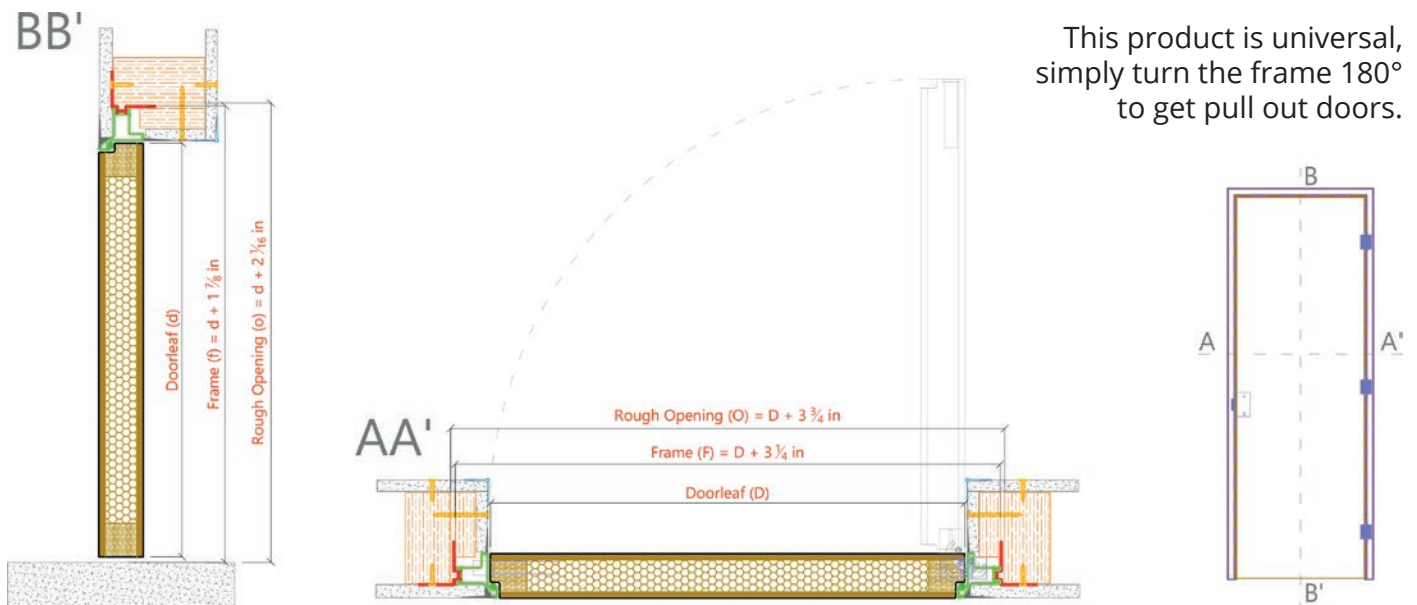 BB'
This product is universal,
simply turn the frame 180°
to get pull out doors.
Doorleaf (d)
Frame (f) = d + 1 ⅞ in
Rough Opening (o) = d + 2 1⁄16 in
AA'
Rough Opening (O) = D + 3 ¾ in
Frame (F) = D + 3 ¼ in
Doorleaf (D)
B
A
A'
B'